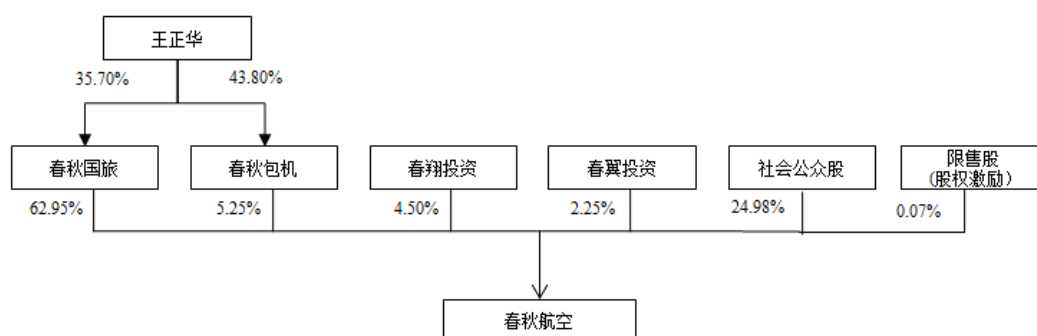 王正华
35.70%
43.80%
春秋国旅
春秋包机
春翔投资
春翼投资
社会公众股
限售股
(股权激励）
62.95%
5.25%
4.50%
2.25%
24.98%
0.07%
春秋航空